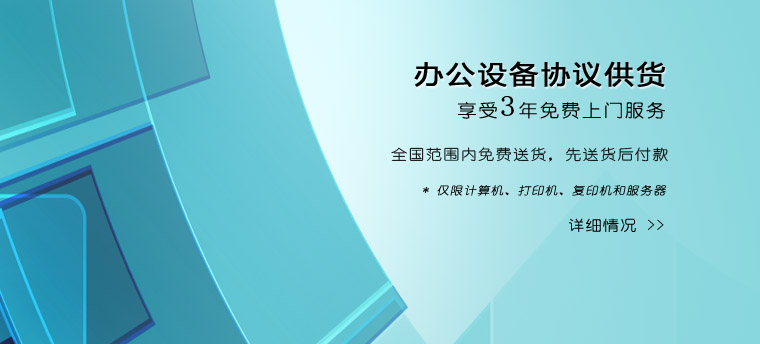 办公设备协议供货
享受3年免费上门服务
全国范围内免费送货，先送货后付款
* 仅限计算机、打印机、复印机和服务器
详细情况 >>